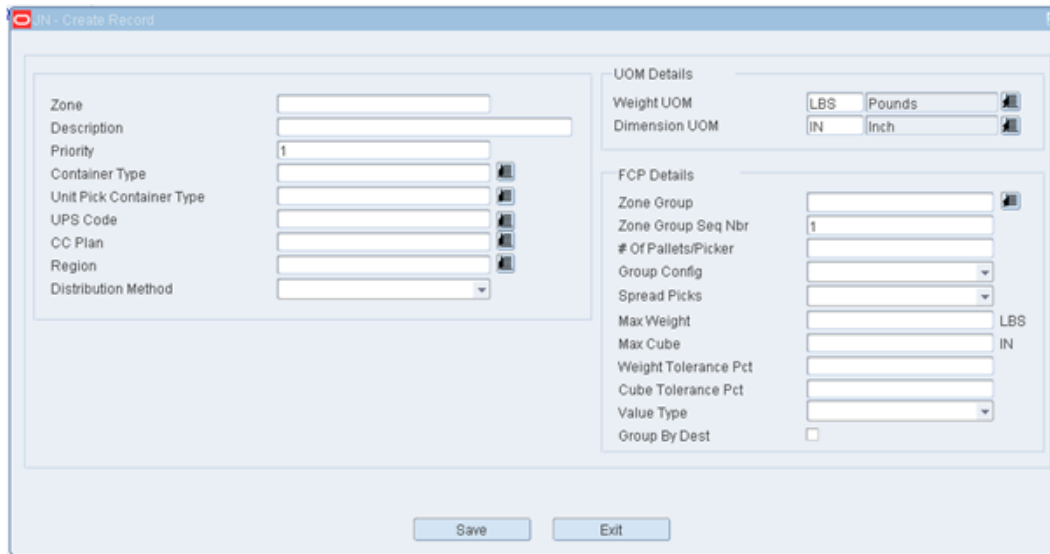 JN - Create Record
Zone
Description
Priority 1
Container Type
Unit Pick Container Type
UPS Code
CC Plan
Region
Distribution Method
UOM Details
Weight UOM LBS Pounds
Dimension UOM IN Inch
FCP Details
Zone Group
Zone Group Seq Nbr 1
# Of Pallets/Picker
Group Config
Spread Picks
Max Weight LBS
Max Cube IN
Weight Tolerance Pct
Cube Tolerance Pct
Value Type
Group By Dest
Save Exit